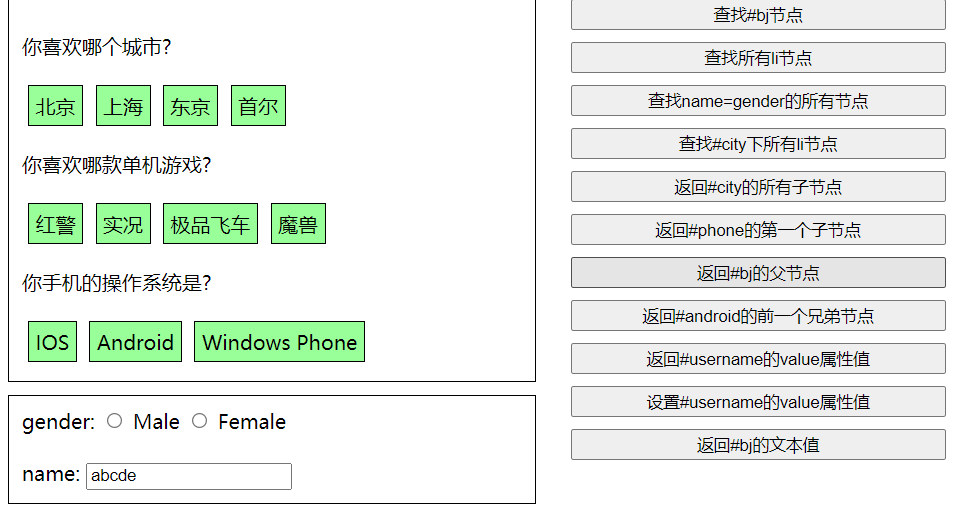 你喜欢哪个城市?
北京 上海 东京 首尔
你喜欢哪款单机游戏?
红警 实况 极品飞车 魔兽
你手机的操作系统是?
IOS Android Windows Phone
gender: Male Female
name: abcde
查找#bj节点
查找所有li节点
查找name=gender的所有节点
查找#city下所有li节点
返回#city的所有子节点
返回#phone的第一个子节点
返回#bj的父节点
返回#android的前一个兄弟节点
返回#username的value属性值
设置#username的value属性值
返回#bj的文本值